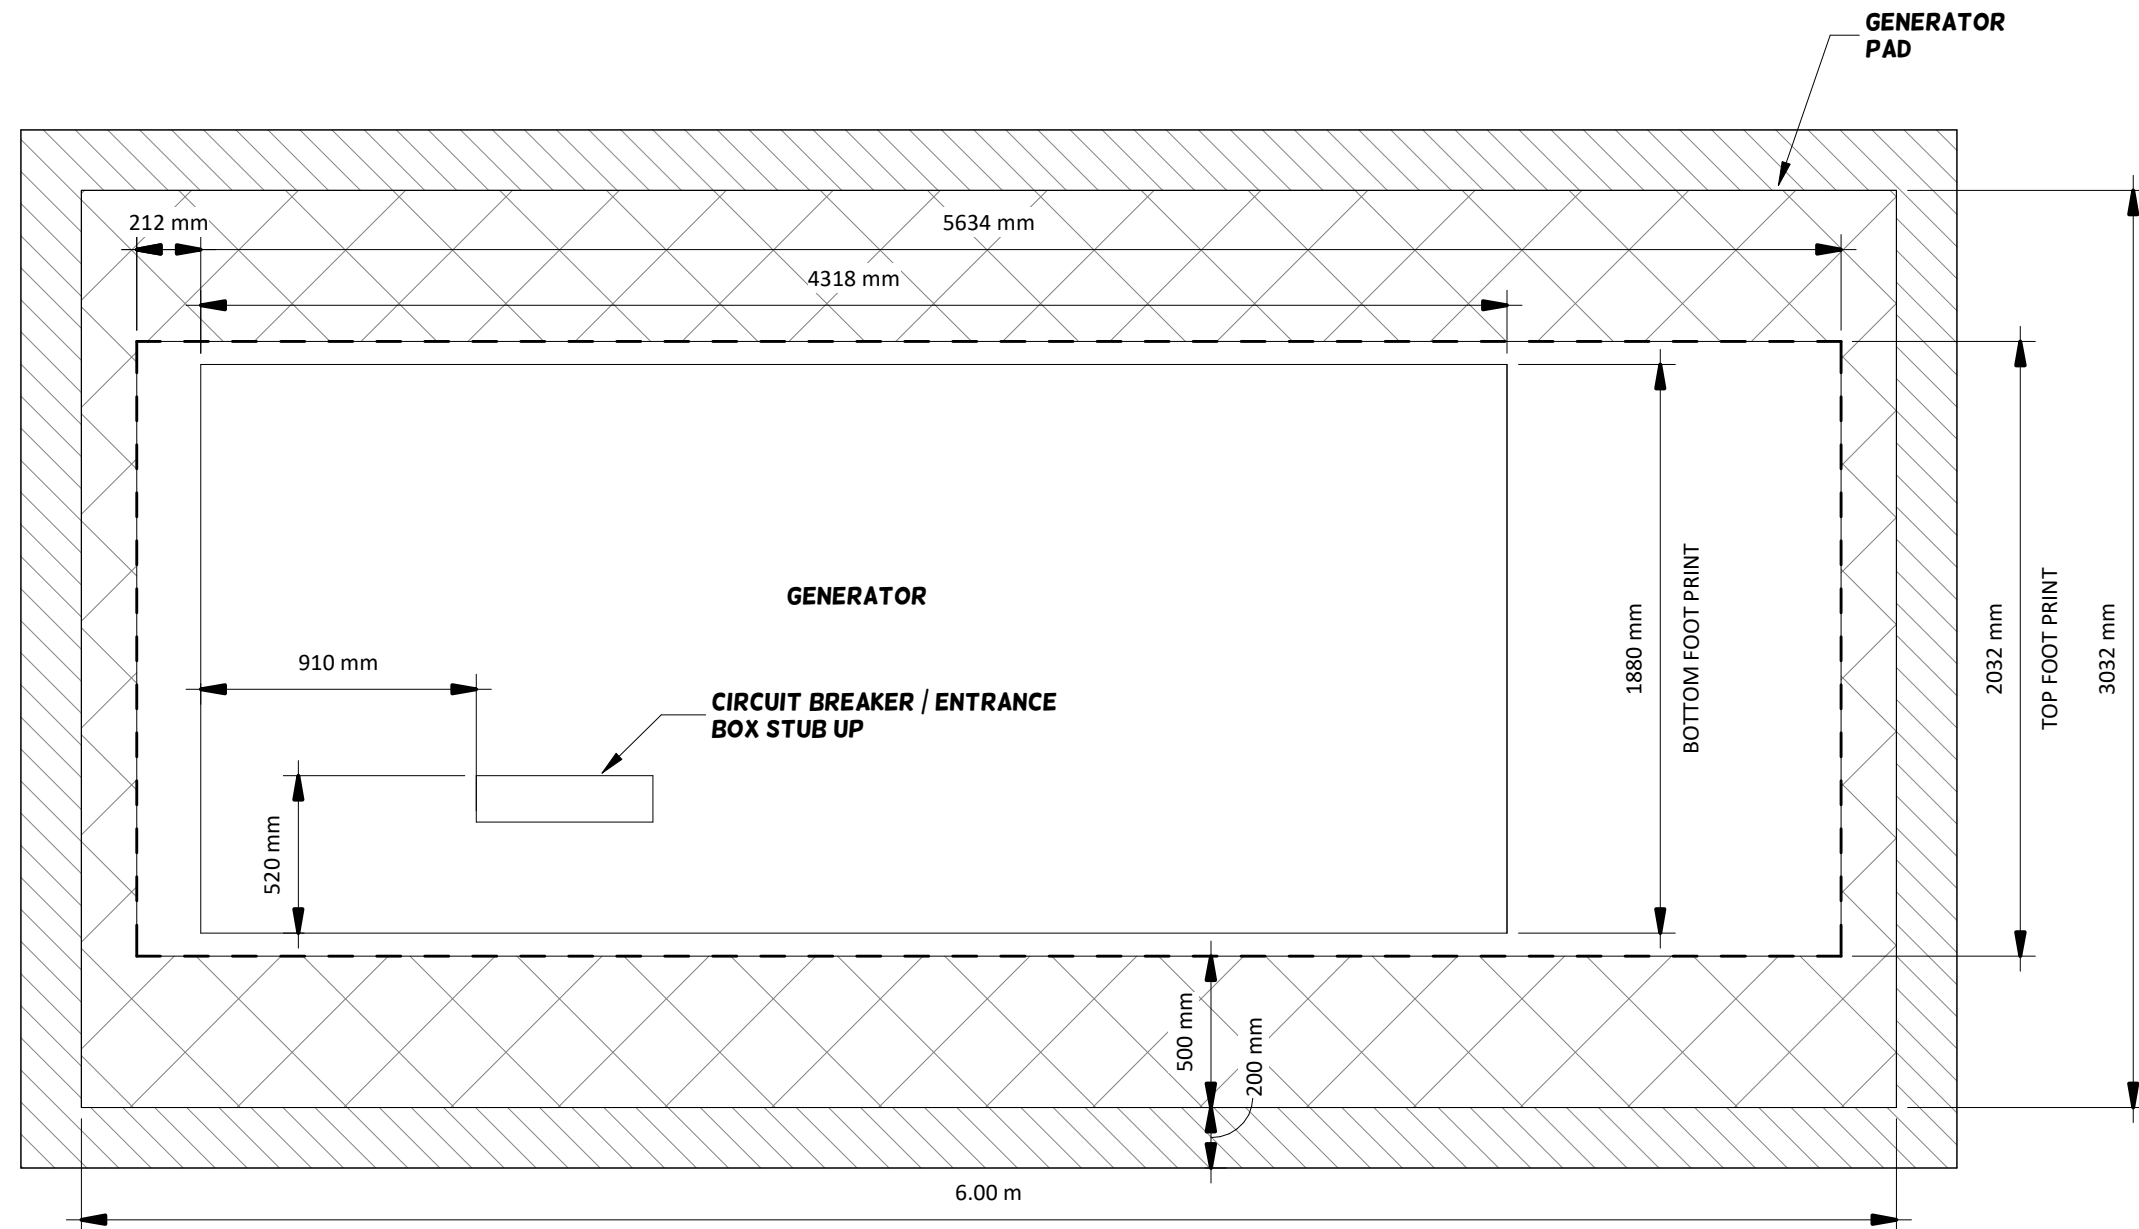 GENERATOR
PAD
212 mm
5634 mm
4318 mm
GENERATOR
910 mm
CIRCUIT BREAKER / ENTRANCE
BOX STUB UP
520 mm
1880 mm
BOTTOM FOOT PRINT
2032 mm
TOP FOOT PRINT
3032 mm
500 mm
200 mm
6.00 m